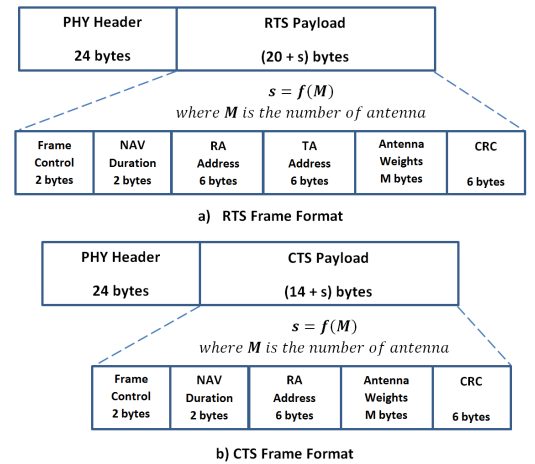 PHY Header RTS Payload
24 bytes (20 + s) bytes
s = f(M)
where M is the number of antenna
Frame NAV RA TA Antenna CRC
Control Duration Address Address Weights
2 bytes 2 bytes 6 bytes 6 bytes M bytes 6 bytes
a) RTS Frame Format
PHY Header CTS Payload
24 bytes (14 + s) bytes
s = f(M)
where M is the number of antenna
Frame NAV RA Antenna CRC
Control Duration Address Weights
2 bytes 2 bytes 6 bytes M bytes 6 bytes
b) CTS Frame Format